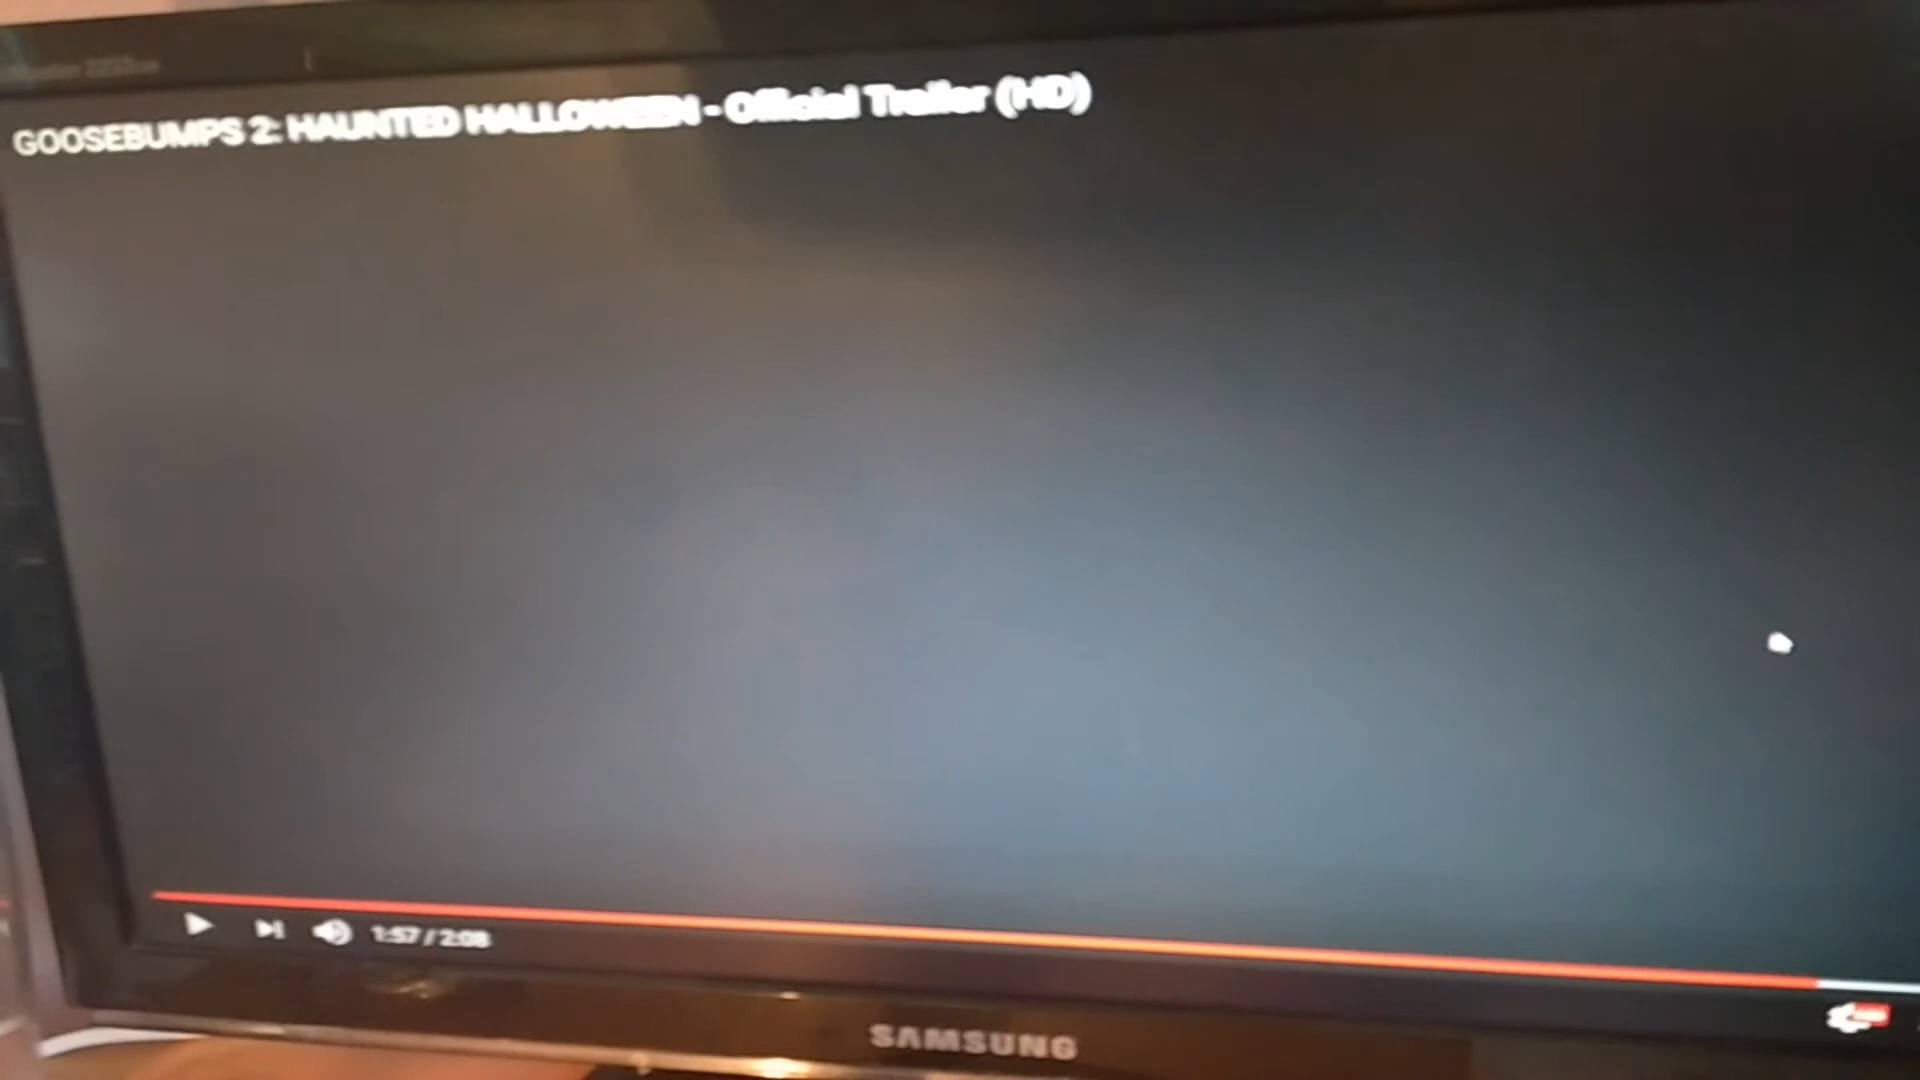 GOOSEBUMPS 2: HAUNTED HALLOWEEN - Official Trailer (HD)
1:57 / 2:08
SAMSUNG